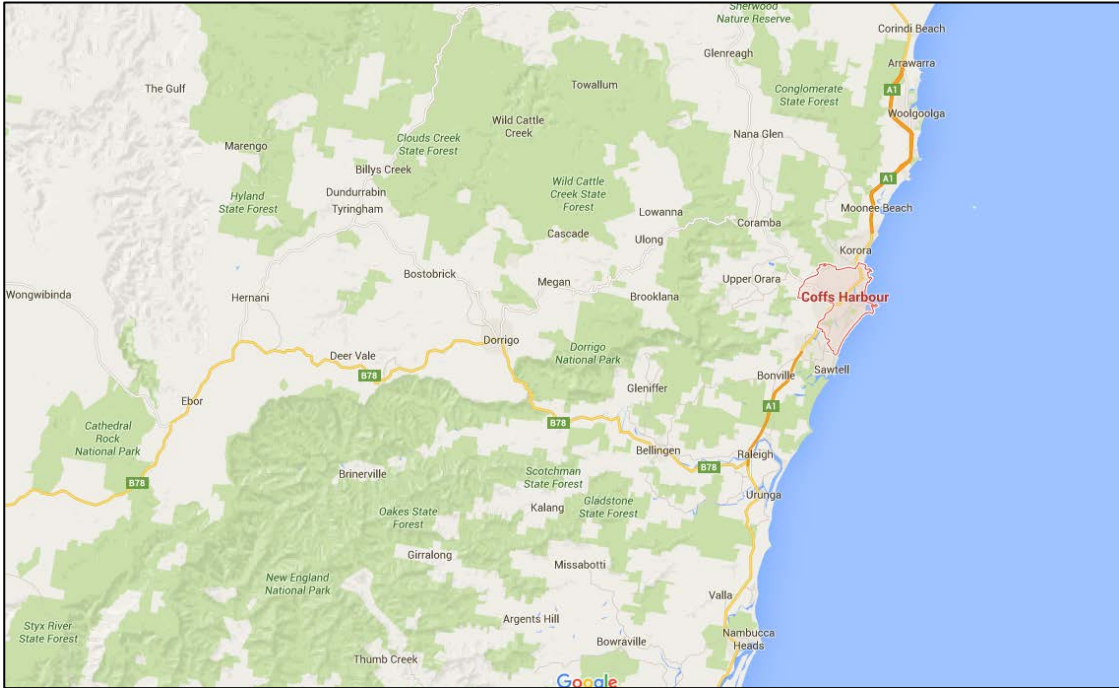 Sherwood
Nature Reserve
Corindi Beach
Glenreagh
Arrawarra
The Gulf
Towallum
Conglomerate
State Forest
A1
Woolgoolga
Wild Cattle
Creek
Nana Glen
Clouds Creek
State Forest
Marengo
Billys Creek
A1
Dundurrabin
Tyringham
Hyland
State Forest
Wild Cattle
Creek State
Forest
Lowanna
Moonee Beach
Coramba
Cascade
Ulong
Korora
Bostobrick
Megan
Upper Orara
Wongwibinda
Hernani
Brooklana
Coffs Harbour
Dorrigo
Deer Vale
Dorrigo
National Park
B78
Bonville
Sawtell
Gleniffer
Ebor
A1
Cathedral
Rock
National Park
B78
Bellingen
Raleigh
B78
Brinerville
Scotchman
State Forest
B78
Urunga
Kalang
Gladstone
State Forest
Oakes State
Forest
Girralong
Missabotti
New England
National Park
Valla
Styx River
State Forest
Argents Hill
Bowraville
Nambucca
Heads
Thumb Creek
Google